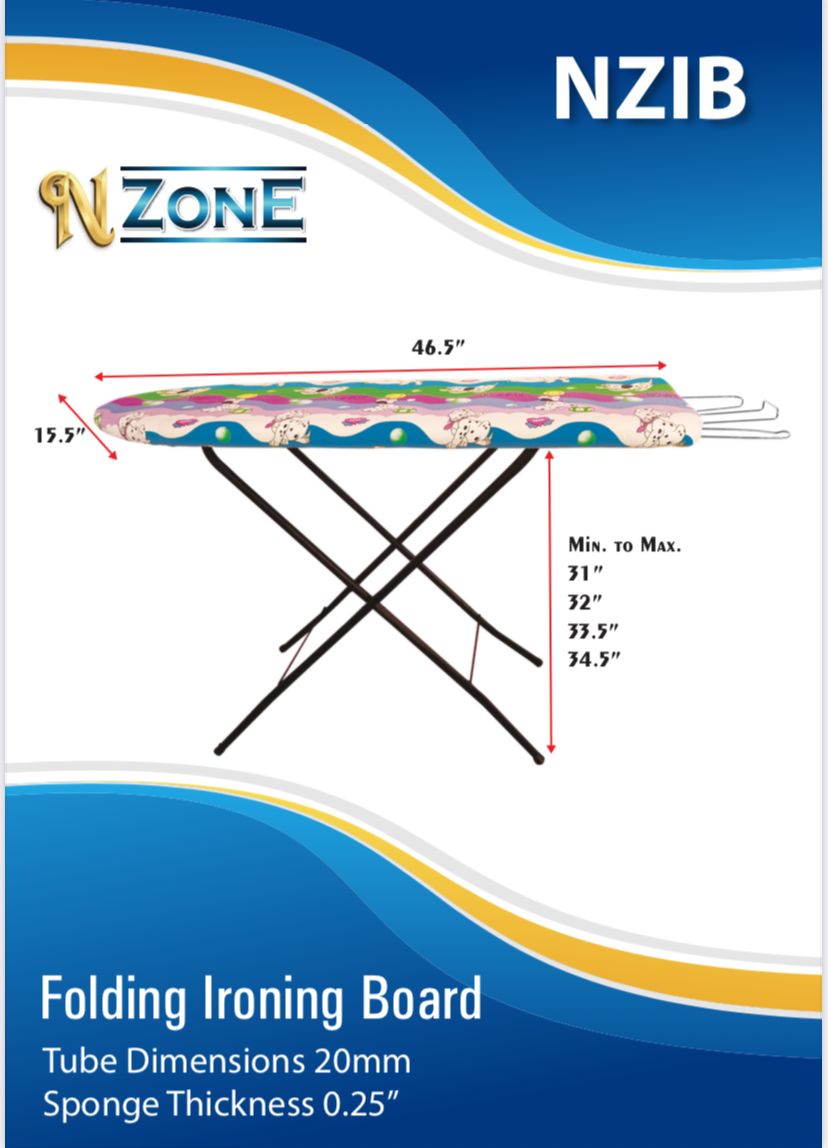 NZIB
N ZONE
46.5"
15.5"
Min. to Max.
31"
32"
33.5"
34.5"
Folding Ironing Board
Tube Dimensions 20mm
Sponge Thickness 0.25"